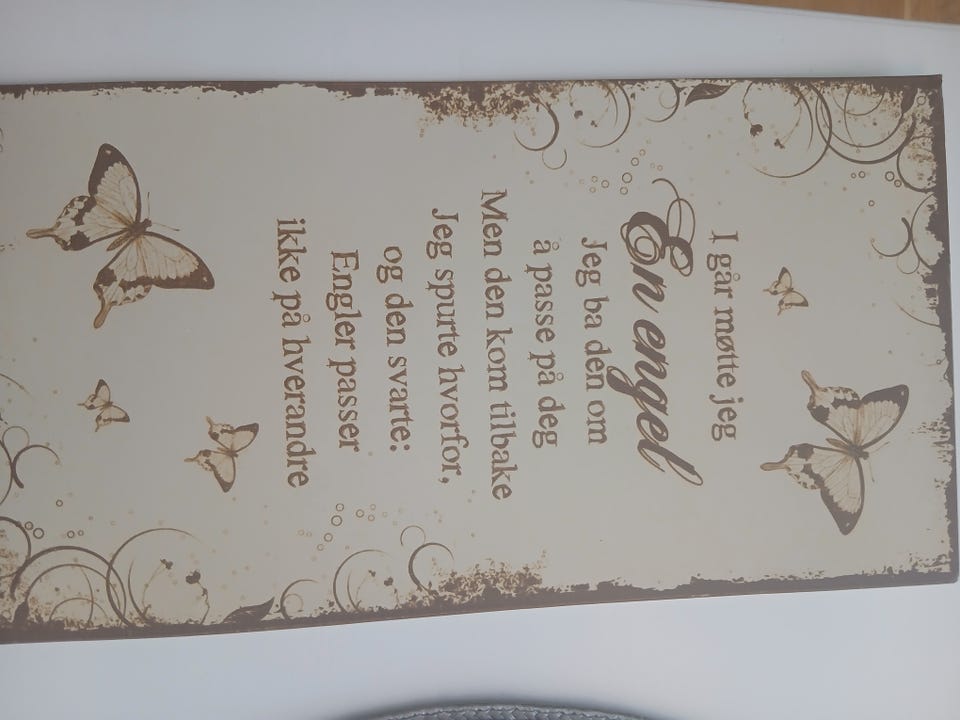 I går møtte jeg
En engel
Jeg ba den om
å passe på deg
Men den kom tilbake
Jeg spurte hvorfor,
og den svarte:
Engler passer
ikke på hverandre